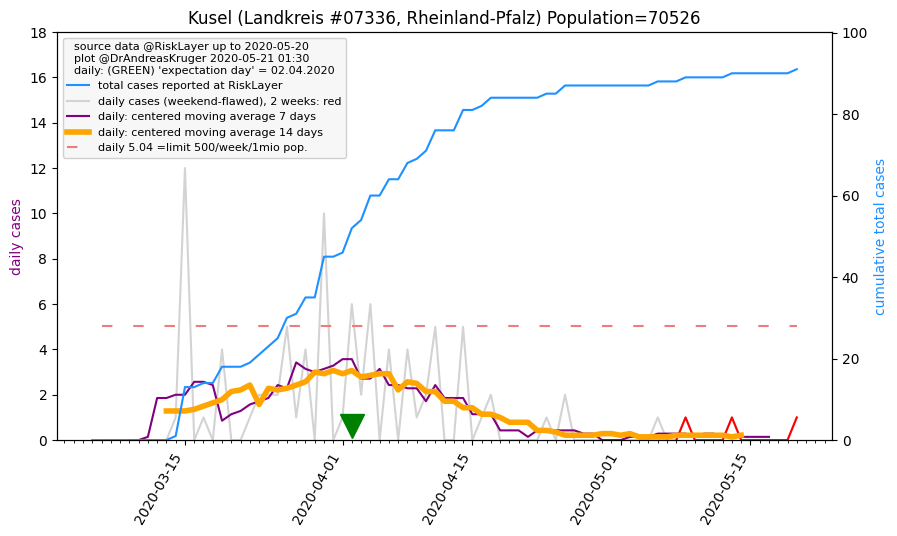 Kusel (Landkreis #07336, Rheinland-Pfalz) Population=70526
source data @RiskLayer up to 2020-05-20
plot @DrAndreasKruger 2020-05-21 01:30
daily: (GREEN) 'expectation day' = 02.04.2020
total cases reported at RiskLayer
daily cases (weekend-flawed), 2 weeks: red
daily: centered moving average 7 days
daily: centered moving average 14 days
daily 5.04 =limit 500/week/1mio pop.
daily cases
18
16
14
12
10
8
6
4
2
0
100
80
60
40
20
0
cumulative total cases
2020-03-15
2020-04-01
2020-04-15
2020-05-01
2020-05-15